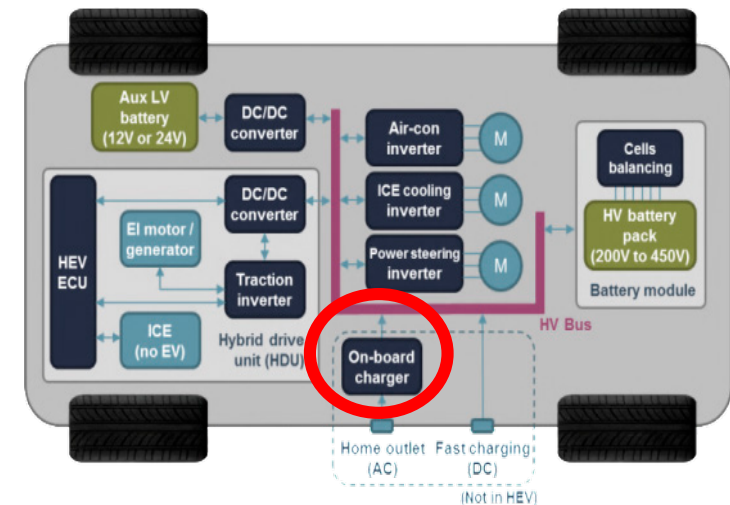 Aux LV
battery
(12V or 24V)
DC/DC
converter
Air-con
inverter
M
Cells
balancing
ICE cooling
inverter
M
HV battery
pack
(200V to 450V)
Battery module
HEV
ECU
DC/DC
converter
El motor /
generator
Traction
inverter
Power steering
inverter
M
ICE
(no EV)
Hybrid drive
unit (HDU)
HV Bus
On-board
charger
Home outlet
(AC)
Fast charging
(DC)
(Not in HEV)